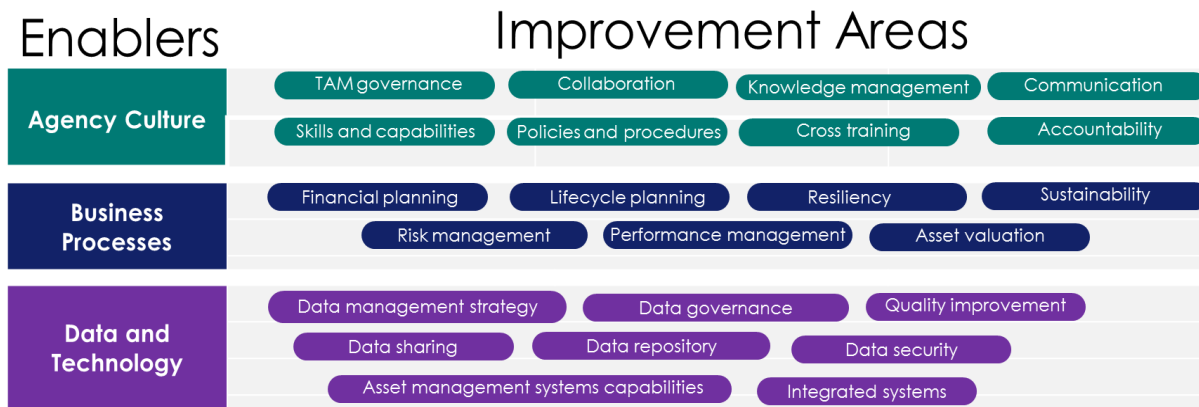 Enablers
Improvement Areas
Agency Culture
TAM governance
Collaboration
Knowledge management
Communication
Skills and capabilities
Policies and procedures
Cross training
Accountability
Business
Processes
Financial planning
Lifecycle planning
Resiliency
Sustainability
Risk management
Performance management
Asset valuation
Data and
Technology
Data management strategy
Data governance
Quality improvement
Data sharing
Data repository
Data security
Asset management systems capabilities
Integrated systems